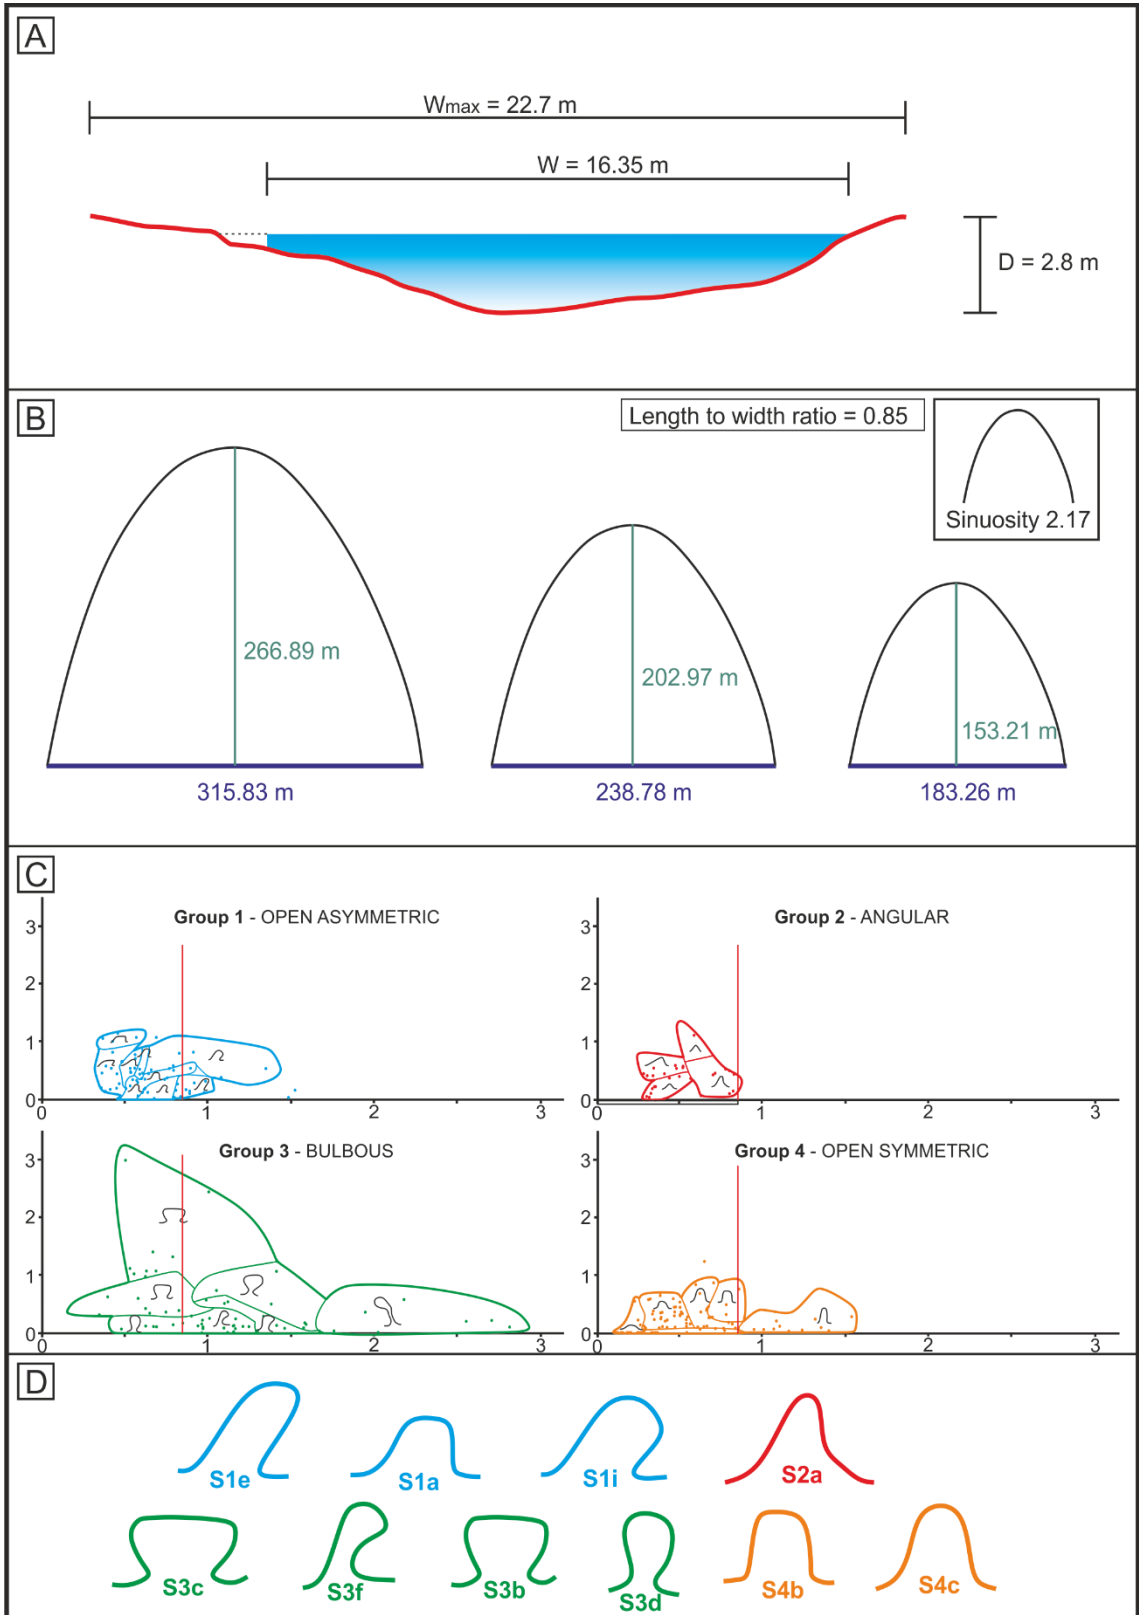 A
Wmax = 22.7 m
W = 16.35 m
D = 2.8 m
B
Length to width ratio = 0.85
Sinuosity 2.17
266.89 m
202.97 m
153.21 m
315.83 m
238.78 m
183.26 m
C
Group 1 - OPEN ASYMMETRIC
3
2
1
0
0 1 2 3
Group 2 - ANGULAR
3
2
1
0
0 1 2 3
Group 3 - BULBOUS
3
2
1
0
0 1 2 3
Group 4 - OPEN SYMMETRIC
3
2
1
0
0 1 2 3
D
S1e
S1a
S1i
S2a
S3c
S3f
S3b
S3d
S4b
S4c